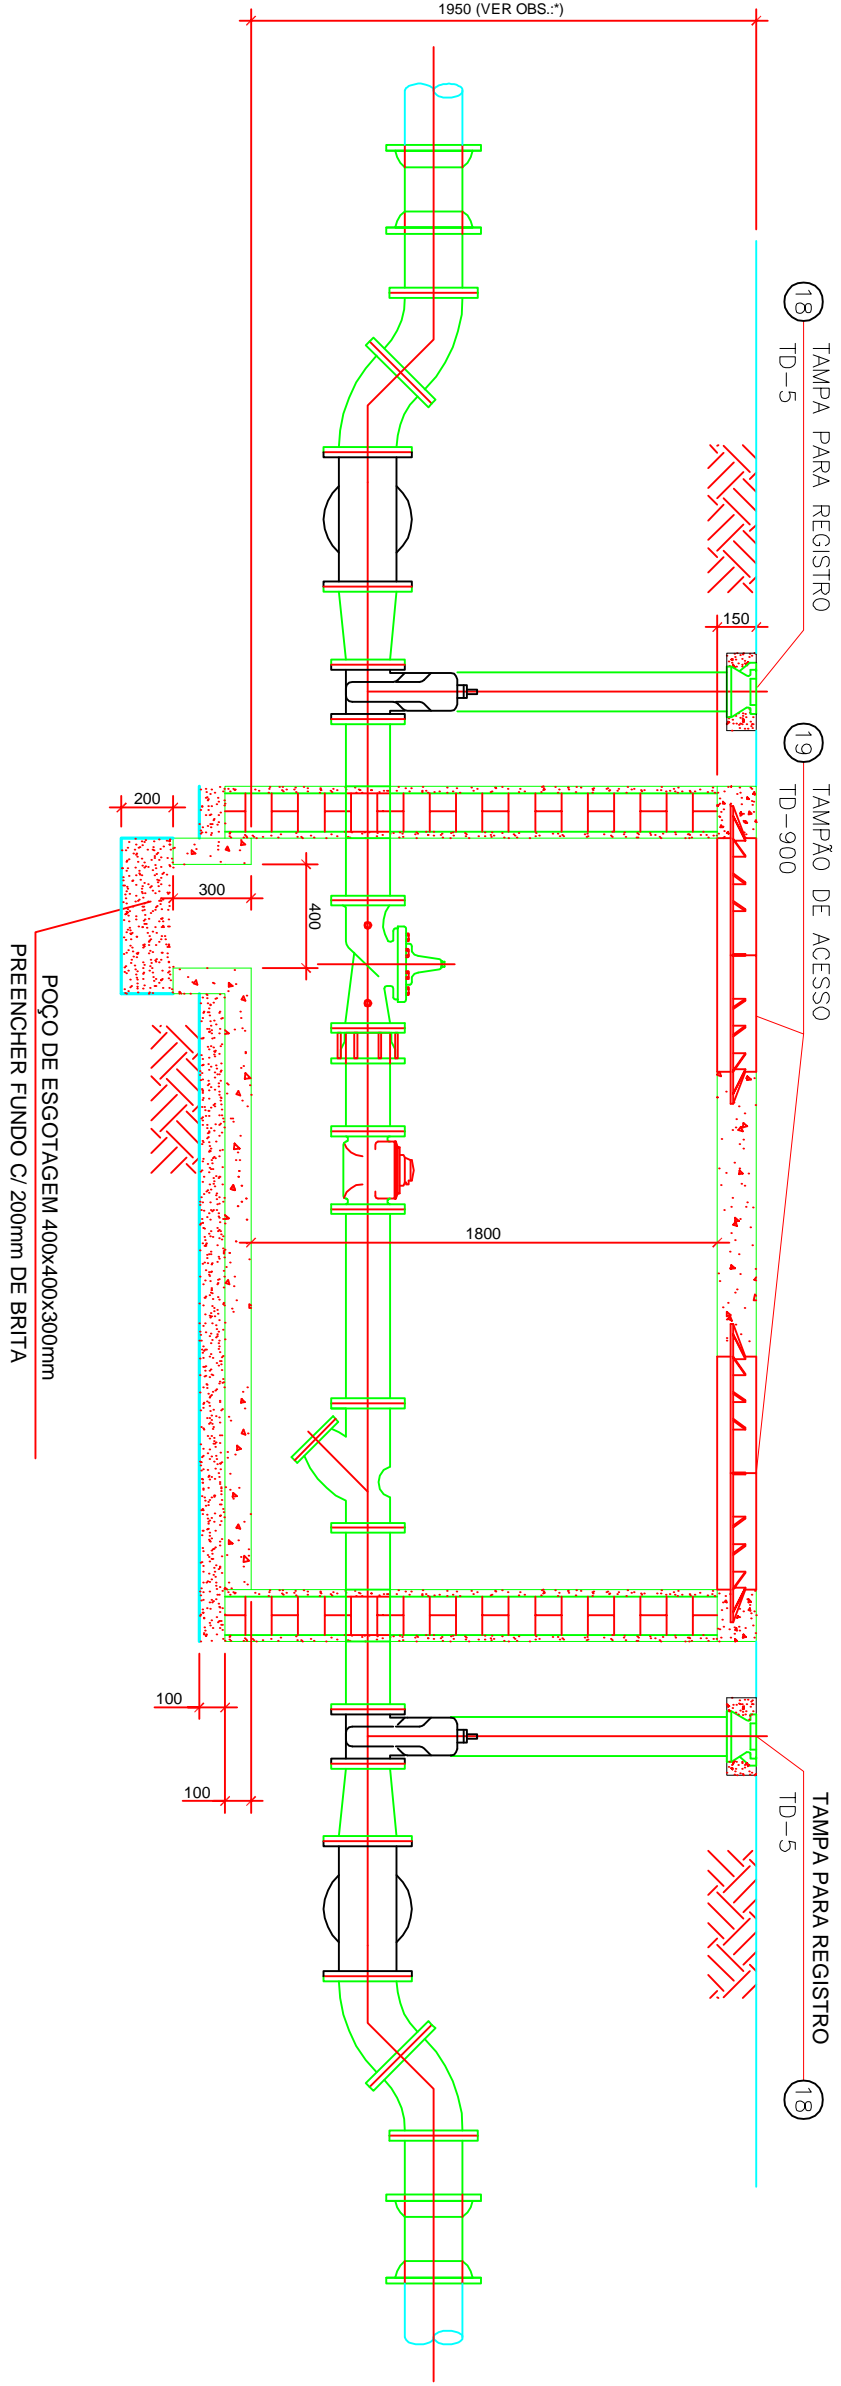 1950 (VER OBS.:*)
18
TAMPA PARA REGISTRO
TD-5
150
19
TAMPÃO DE ACESSO
TD-900
200
300
400
POÇO DE ESGOTAGEM 400x400x300mm
PREENCHER FUNDO C/ 200mm DE BRITA
1800
100
100
TAMPA PARA REGISTRO
TD-5
18